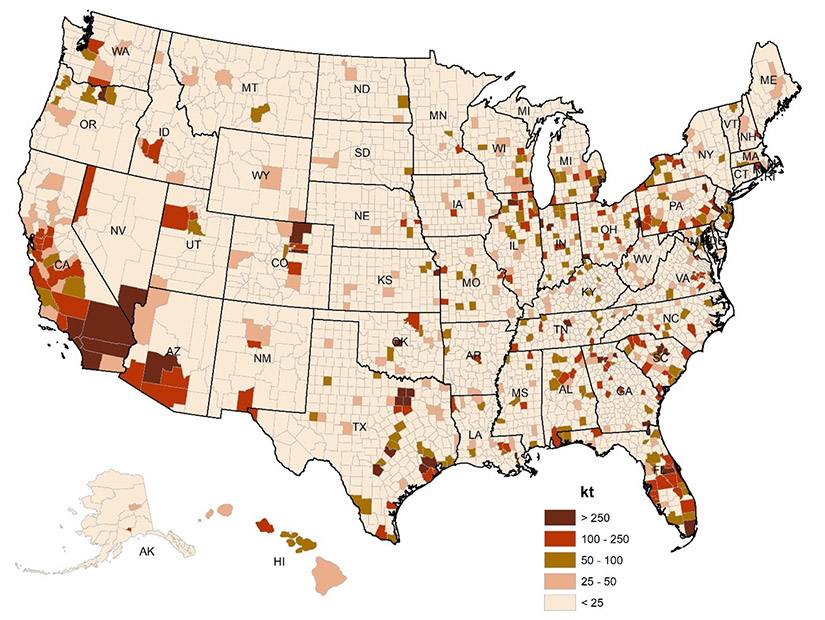 WA
MT
ND
MN
ME
OR
ID
WY
SD
WI
MI
MI
NY
VT
NH
MA
CT
RI
NV
UT
CO
NE
IA
IL
IN
OH
PA
CA
KS
MO
KY
WV
VA
AZ
NM
OK
AR
TN
NC
SC
TX
LA
MS
AL
GA
FL
AK
HI
kt
> 250
100 - 250
50 - 100
25 - 50
< 25